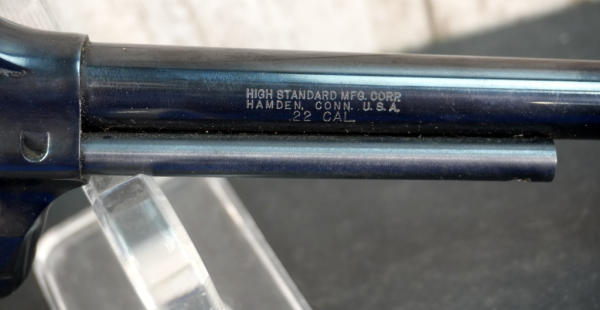 HIGH STANDARD MFG. CORP.
HAMDEN, CONN. U.S.A.
.22 CAL.